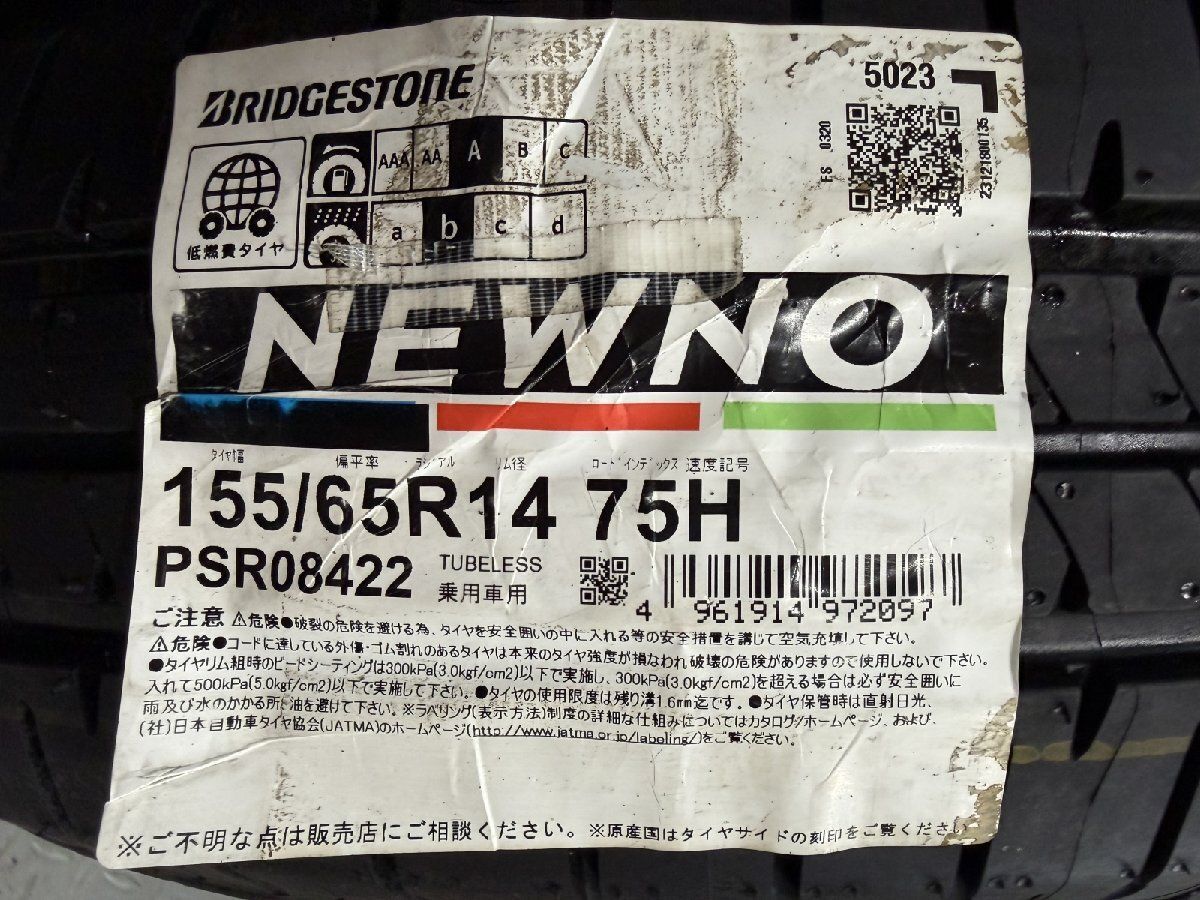 BRIDGESTONE
5023
FS 0320
23121800135
AAA AA A B C
a b c d
低燃費タイヤ
NEWNO
タイヤ幅 偏平率 ラジアル リム径 ロードインデックス 速度記号
155/65R14 75H
PSR08422
TUBELESS
乗用車用
4 961914 972097
ご注意 ⚠危険●破裂の危険を避ける為、タイヤを安全囲いの中に入れる等の安全措置を講じて空気充填して下さい。
⚠危険●コードに達している外傷・ゴム割れのあるタイヤは本来のタイヤ強度が損なわれ破壊の危険がありますので使用しないで下さい。
●タイヤリム組時のビードシーティングは300kPa(3.0kgf/cm2)以下で実施し、300kPa(3.0kgf/cm2)を超える場合は必ず安全囲いに
入れて500kPa(5.0kgf/cm2)以下で実施して下さい。●タイヤの使用限度は残り溝1.6mm迄です。●タイヤ保管時は直射日光、
雨及び水のかかる所と油を避けて下さい。※ラベリング(表示方法)制度の詳細な仕組みについてはカタログ/ホームページ、および、
(社)日本自動車タイヤ協会(JATMA)のホームページ(http://www.jatma.or.jp/labeling/)をご覧ください。
※ご不明な点は販売店にご相談ください。※原産国はタイヤサイドの刻印をご覧ください